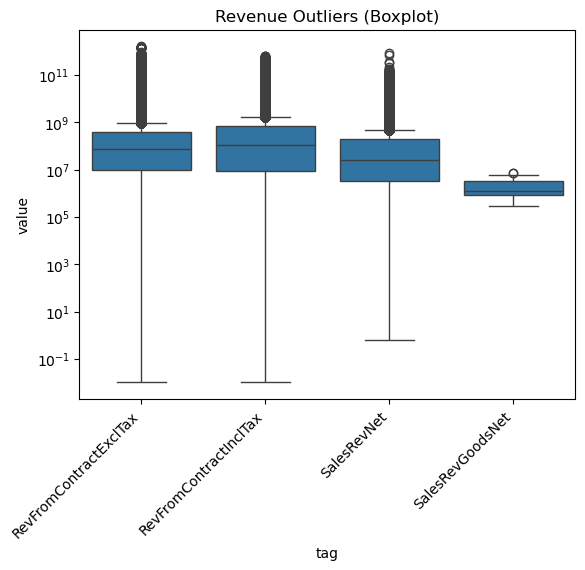 Revenue Outliers (Boxplot)
10^11
10^9
10^7
10^5
10^3
10^1
10^-1
value
RevFromContractExclTax
RevFromContractInclTax
SalesRevNet
SalesRevGoodsNet
tag